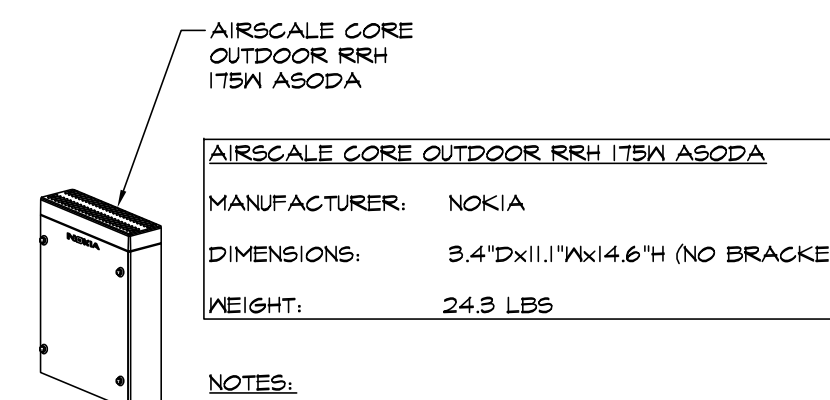 AIRSCALE CORE
OUTDOOR RRH
175W ASODA
AIRSCALE CORE OUTDOOR RRH 175W ASODA
MANUFACTURER: NOKIA
DIMENSIONS: 3.4"Dx11.1"Wx14.6"H (NO BRACKE
WEIGHT: 24.3 LBS
NOKIA
NOTES: